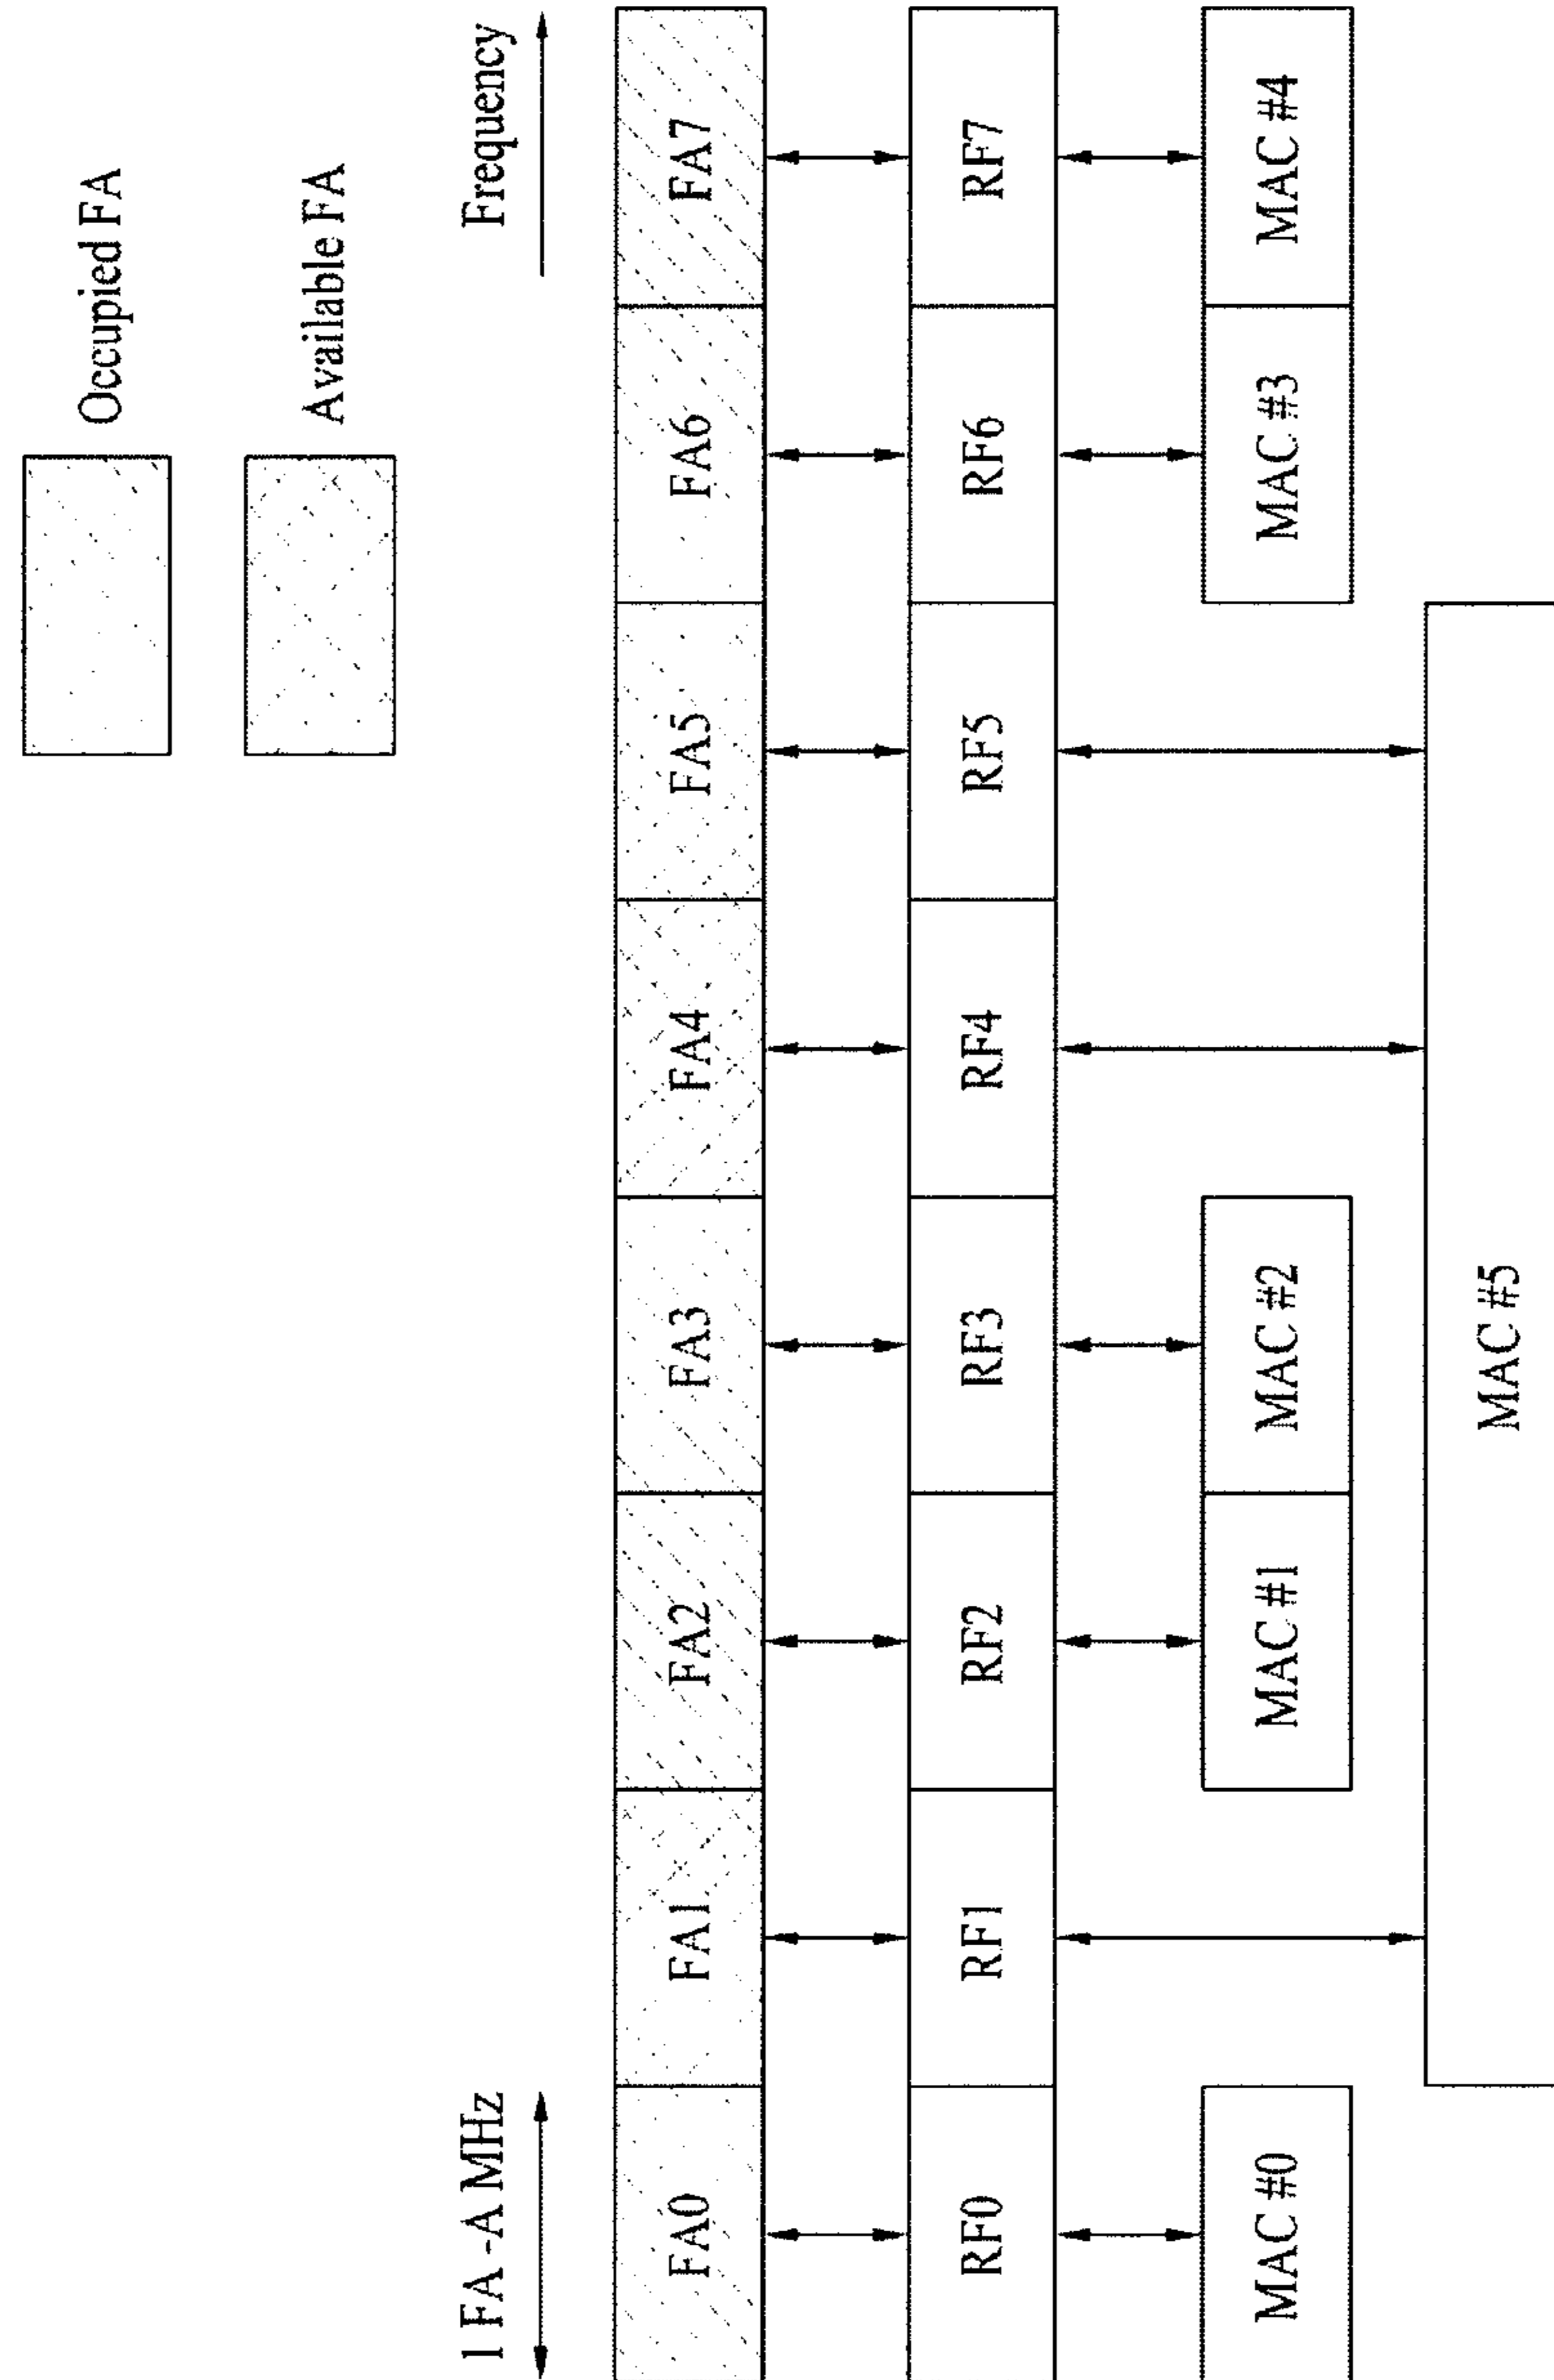 Occupied FA
Available FA
1 FA -A MHz
Frequency
FA0
FA1
FA2
FA3
FA4
FA5
FA6
FA7
RF0
RF1
RF2
RF3
RF4
RF5
RF6
RF7
MAC #0
MAC #1
MAC #2
MAC #3
MAC #4
MAC #5